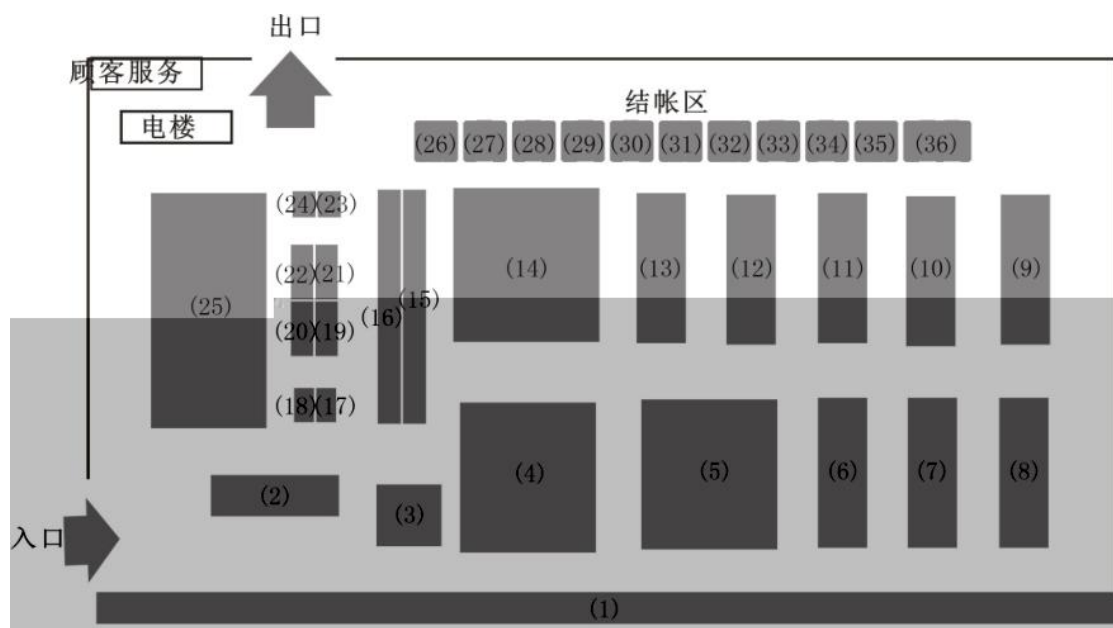 出口
顾客服务
结帐区
电楼
(26) (27) (28) (29) (30) (31) (32) (33) (34) (35) (36)
(24) (23)
(22) (21)
(14) (13) (12) (11) (10) (9)
(25) (16) (15)
(20) (19)
(18) (17)
(4) (5) (6) (7) (8)
(2)
(3)
入口
(1)